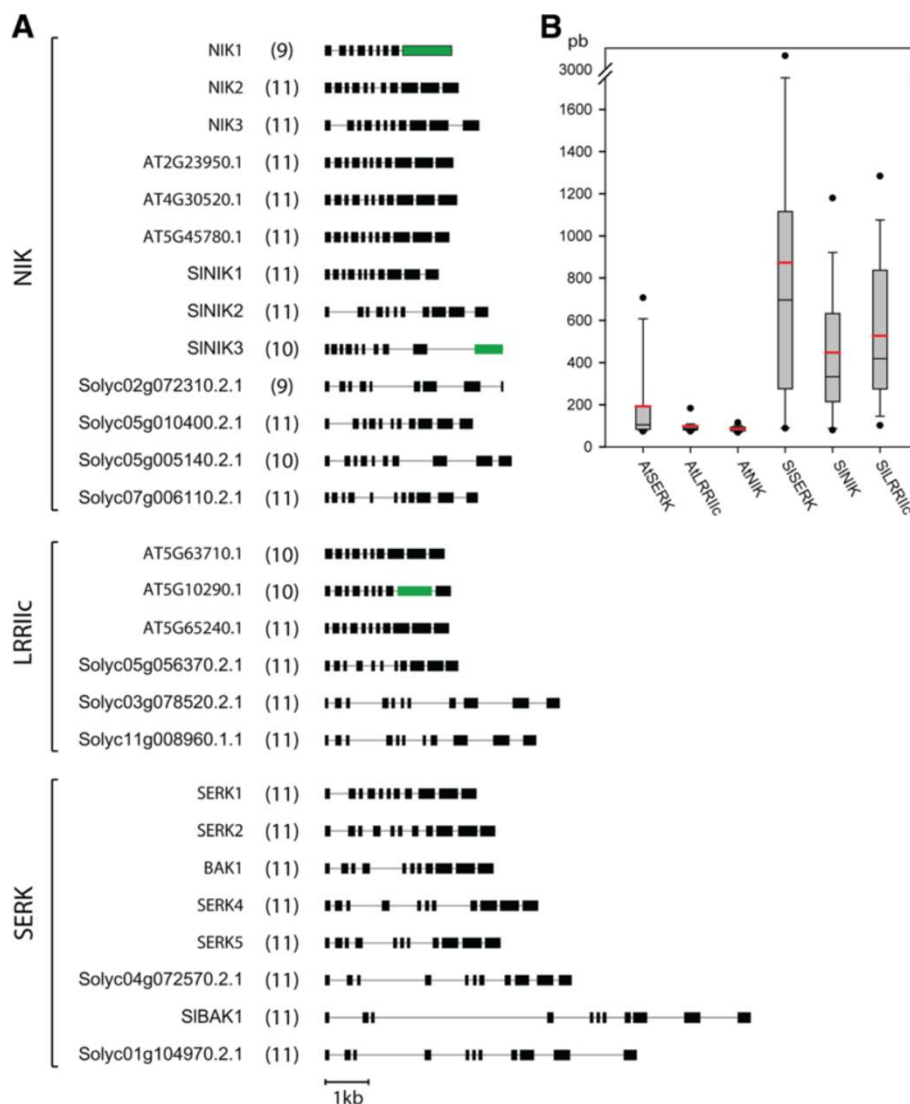 A
NIK
NIK1 (9)
NIK2 (11)
NIK3 (11)
AT2G23950.1 (11)
AT4G30520.1 (11)
AT5G45780.1 (11)
SlNIK1 (11)
SlNIK2 (11)
SlNIK3 (10)
Solyc02g072310.2.1 (9)
Solyc05g010400.2.1 (11)
Solyc05g005140.2.1 (10)
Solyc07g006110.2.1 (11)
LRRIIc
AT5G63710.1 (10)
AT5G10290.1 (10)
AT5G65240.1 (11)
Solyc05g056370.2.1 (11)
Solyc03g078520.2.1 (11)
Solyc11g008960.1.1 (11)
SERK
SERK1 (11)
SERK2 (11)
BAK1 (11)
SERK4 (11)
SERK5 (11)
Solyc04g072570.2.1 (11)
SlBAK1 (11)
Solyc01g104970.2.1 (11)
1kb
B
pb
3000
1600
1400
1200
1000
800
600
400
200
0
AtSERK
AtLRRIIc
AtNIK
SlSERK
SlNIK
SlLRRIIc